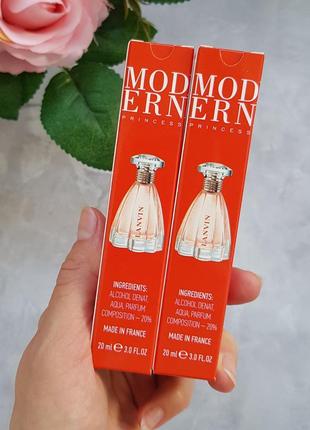 MOD
ERN
PRINCESS
LANVIN
INGREDIENTS:
ALCOHOL DENAT,
AQUA, PARFUM
COMPOSITION – 20%
MADE IN FRANCE
20 ml ℮ 3.0 FL.OZ
MOD
ERN
PRINCESS
LANVIN
INGREDIENTS:
ALCOHOL DENAT,
AQUA, PARFUM
COMPOSITION – 20%
MADE IN FRANCE
20 ml ℮ 3.0 FL.OZ